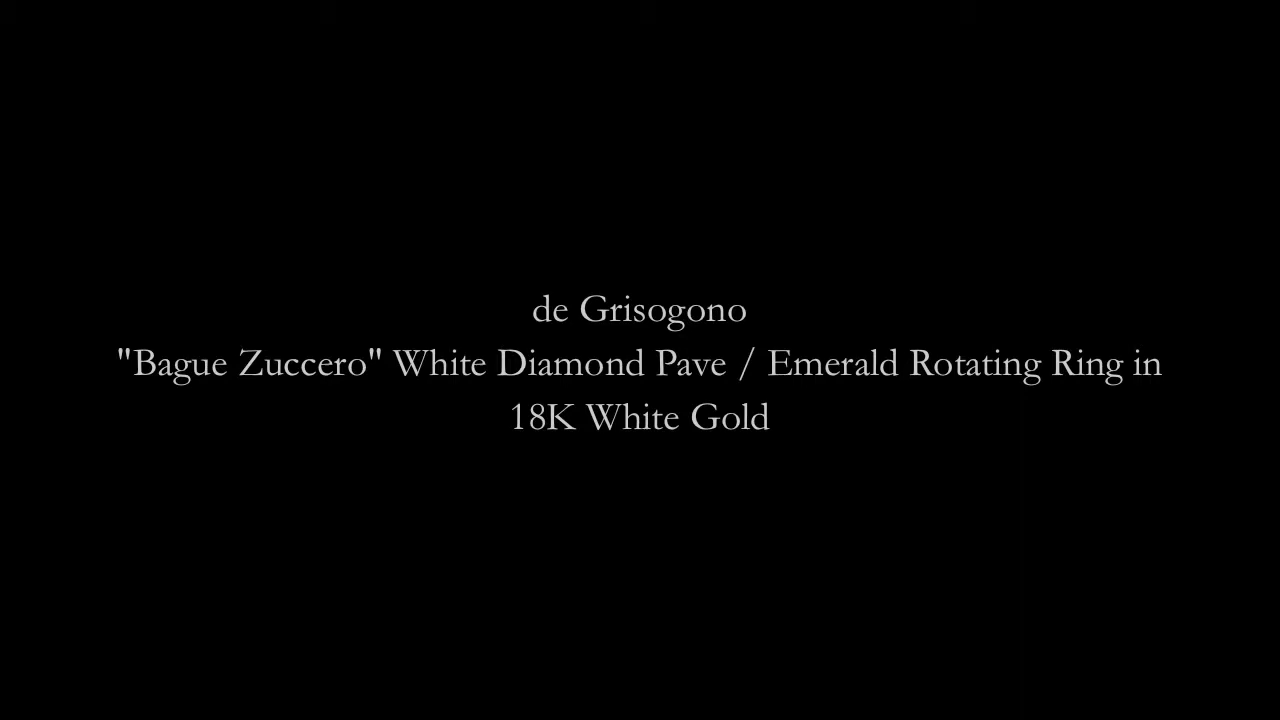 de Grisogono
"Bague Zuccero" White Diamond Pave / Emerald Rotating Ring in
18K White Gold